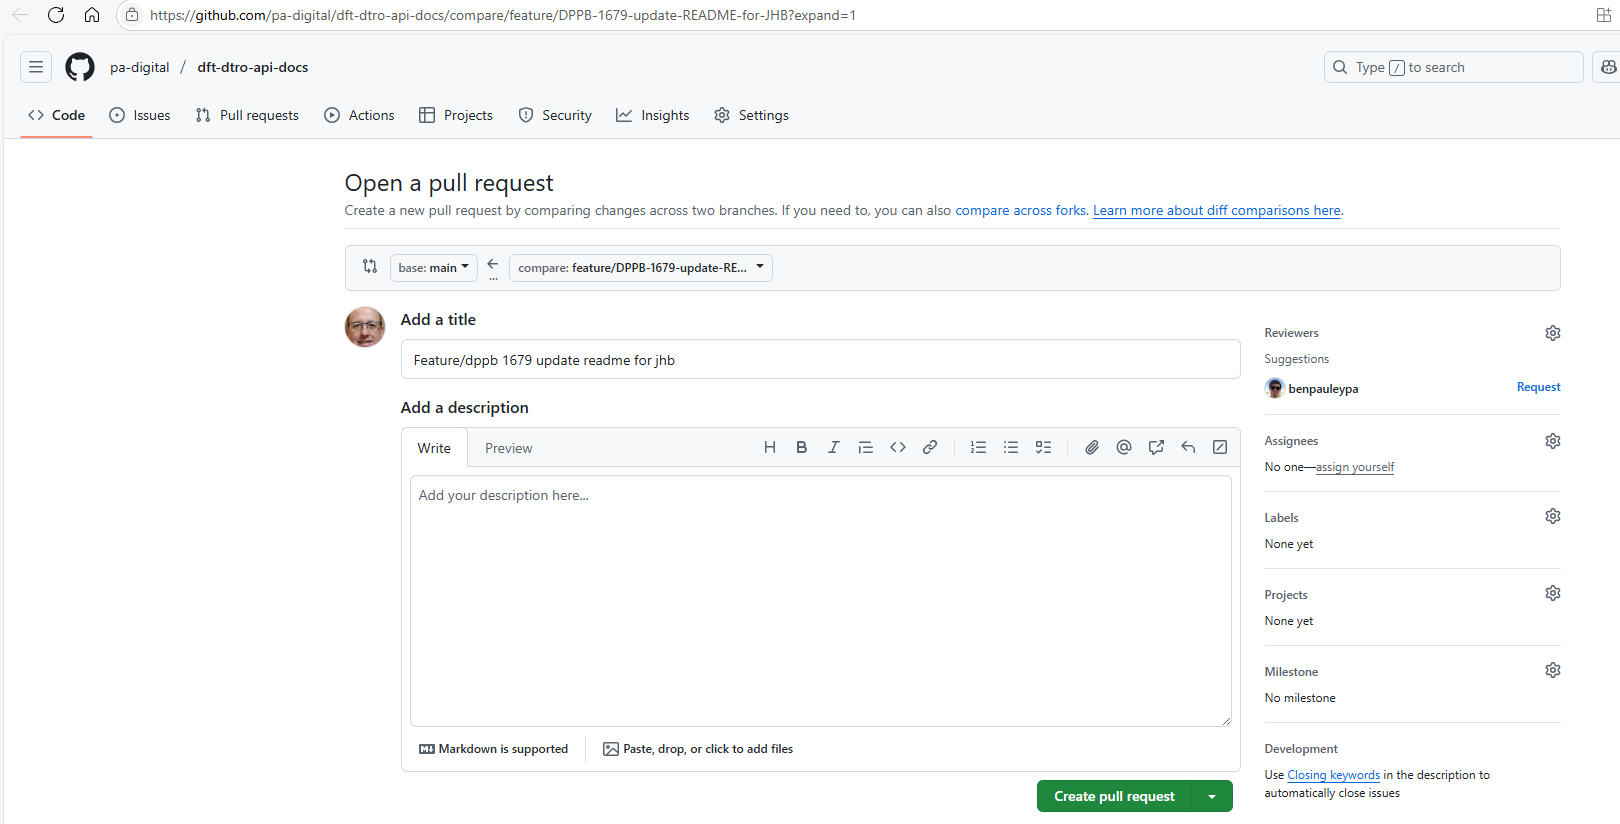 https://github.com/pa-digital/dft-dtro-api-docs/compare/feature/DPPB-1679-update-README-for-JHB?expand=1
pa-digital / dft-dtro-api-docs
Type / to search
Code Issues Pull requests Actions Projects Security Insights Settings
Open a pull request
Create a new pull request by comparing changes across two branches. If you need to, you can also compare across forks. Learn more about diff comparisons here.
base: main ... compare: feature/DPPB-1679-update-RE...
Add a title
Feature/dppb 1679 update readme for jhb
Add a description
Write Preview
Add your description here...
Markdown is supported
Paste, drop, or click to add files
Create pull request
Reviewers
Suggestions
benpauleypa Request
Assignees
No one—assign yourself
Labels
None yet
Projects
None yet
Milestone
No milestone
Development
Use Closing keywords in the description to
automatically close issues